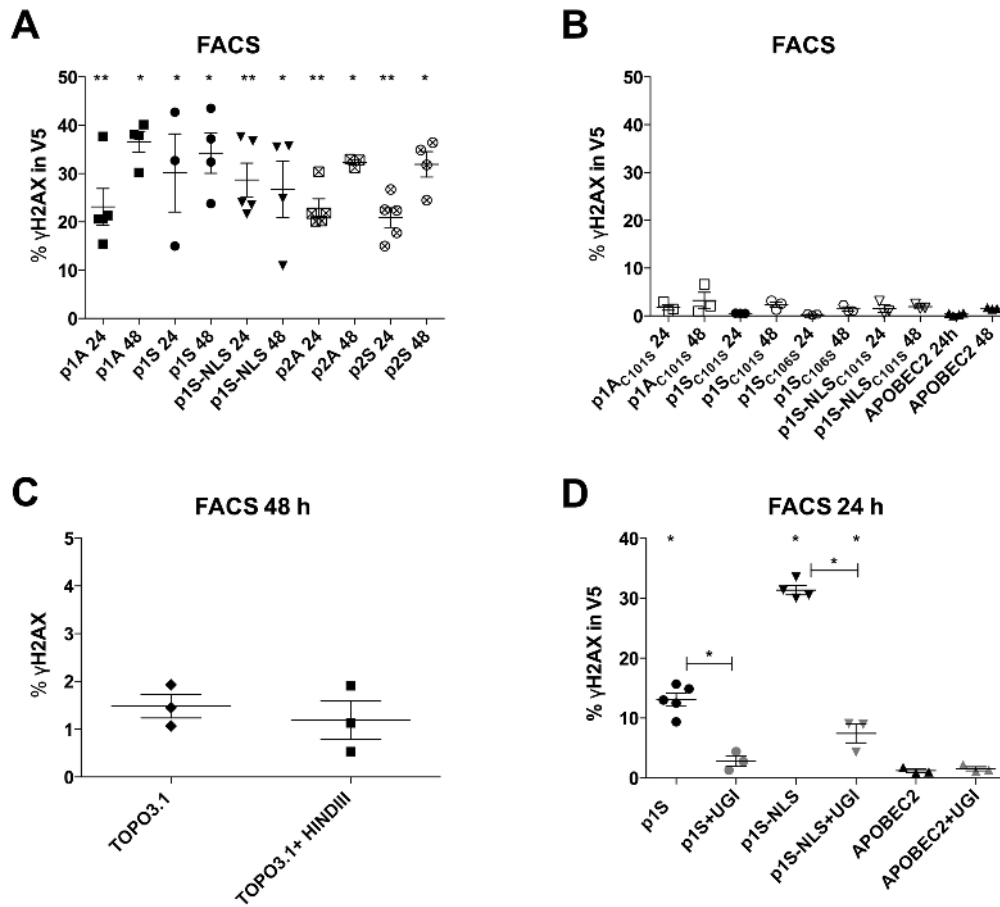 A
FACS
** * * * ** * ** * ** *
% γH2AX in V5
50
40
30
20
10
0
p1A 24
p1A 48
p1S 24
p1S 48
p1S-NLS 24
p1S-NLS 48
p2A 24
p2A 48
p2S 24
p2S 48
B
FACS
% γH2AX in V5
50
40
30
20
10
0
p1AC101S 24
p1AC101S 48
p1SC101S 24
p1SC101S 48
p1SC106S 24
p1SC106S 48
p1S-NLSC101S 24
p1S-NLSC101S 48
APOBEC2 24h
APOBEC2 48
C
FACS 48 h
% γH2AX
5
4
3
2
1
0
TOPO3.1
TOPO3.1+ HINDIII
D
FACS 24 h
% γH2AX in V5
40
30
20
10
0
* * *
*
*
p1S
p1S+UGI
p1S-NLS
p1S-NLS+UGI
APOBEC2
APOBEC2+UGI